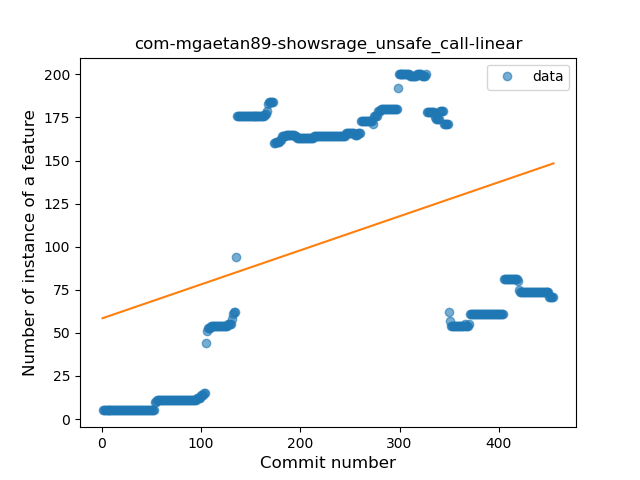 com-mgaetan89-showsrage_unsafe_call-linear
data
Number of instance of a feature
200
175
150
125
100
75
50
25
0
0 100 200 300 400
Commit number